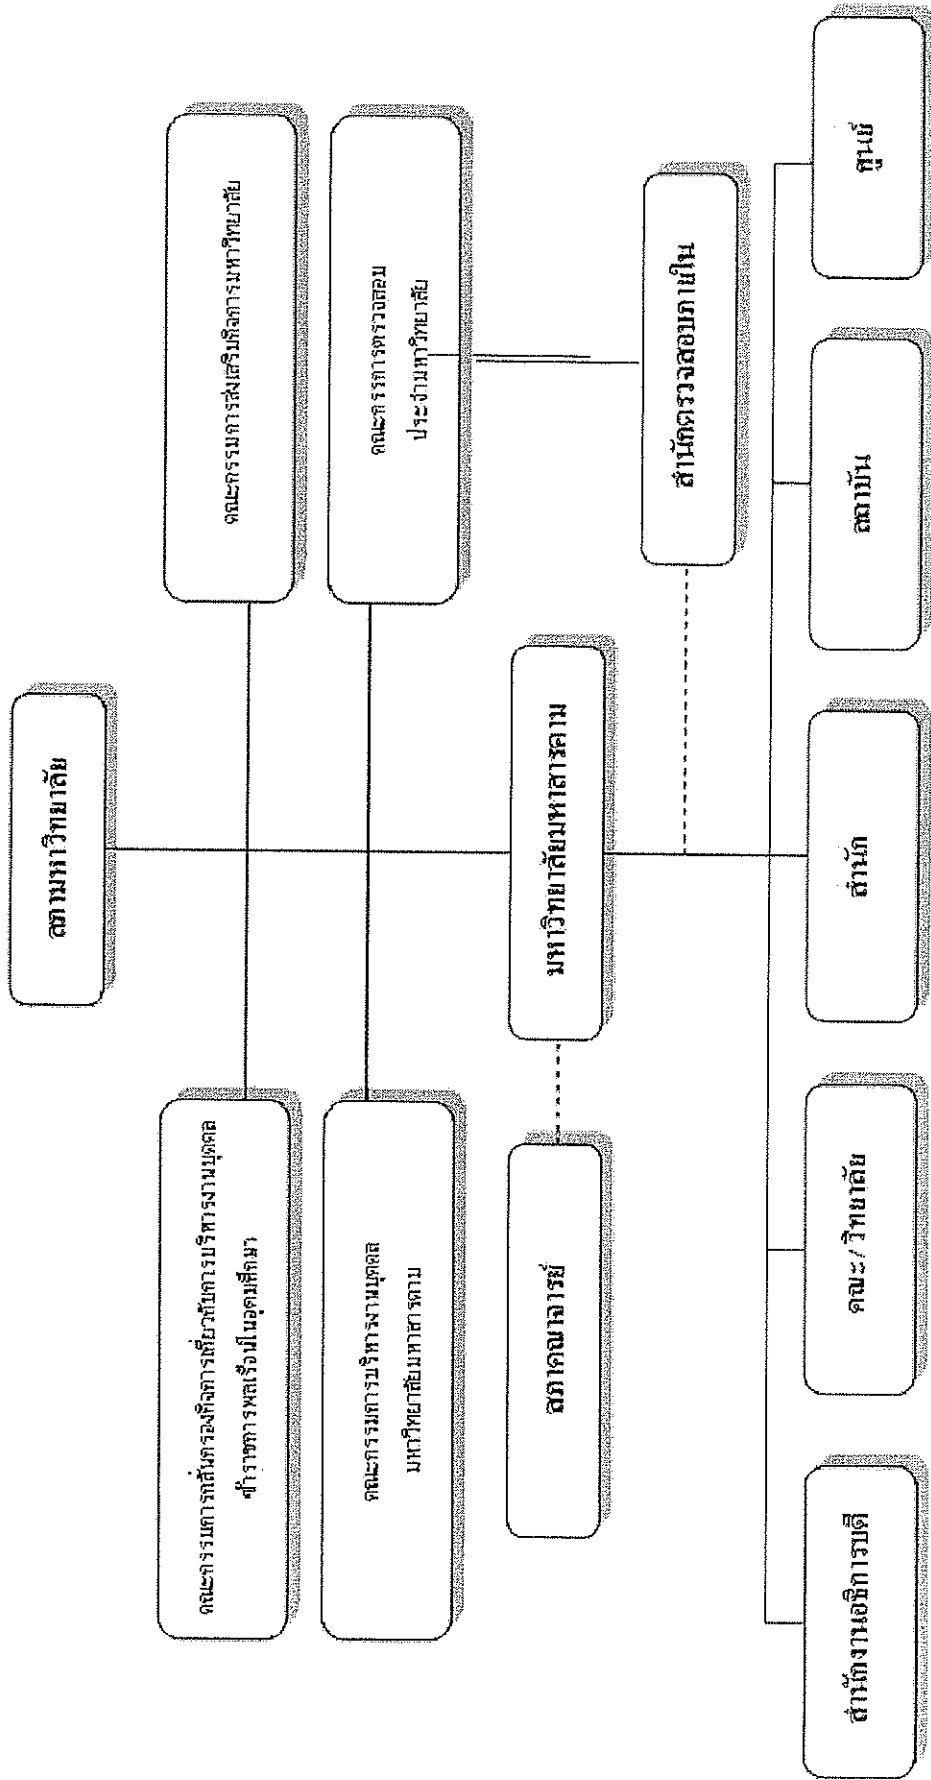 สภามหาวิทยาลัย
คณะกรรมการกลั่นกรองกิจการเกี่ยวกับการบริหารงานบุคคล
ข้าราชการพลเรือนในอุดมศึกษา
คณะกรรมการส่งเสริมกิจการมหาวิทยาลัย
คณะกรรมการบริหารงานบุคคล
มหาวิทยาลัยมหาสารคาม
คณะกรรมการตรวจสอบ
ประจำมหาวิทยาลัย
สภาคณาจารย์
มหาวิทยาลัยมหาสารคาม
สำนักตรวจสอบภายใน
สำนักงานอธิการบดี
คณะ/วิทยาลัย
สำนัก
สถาบัน
ศูนย์